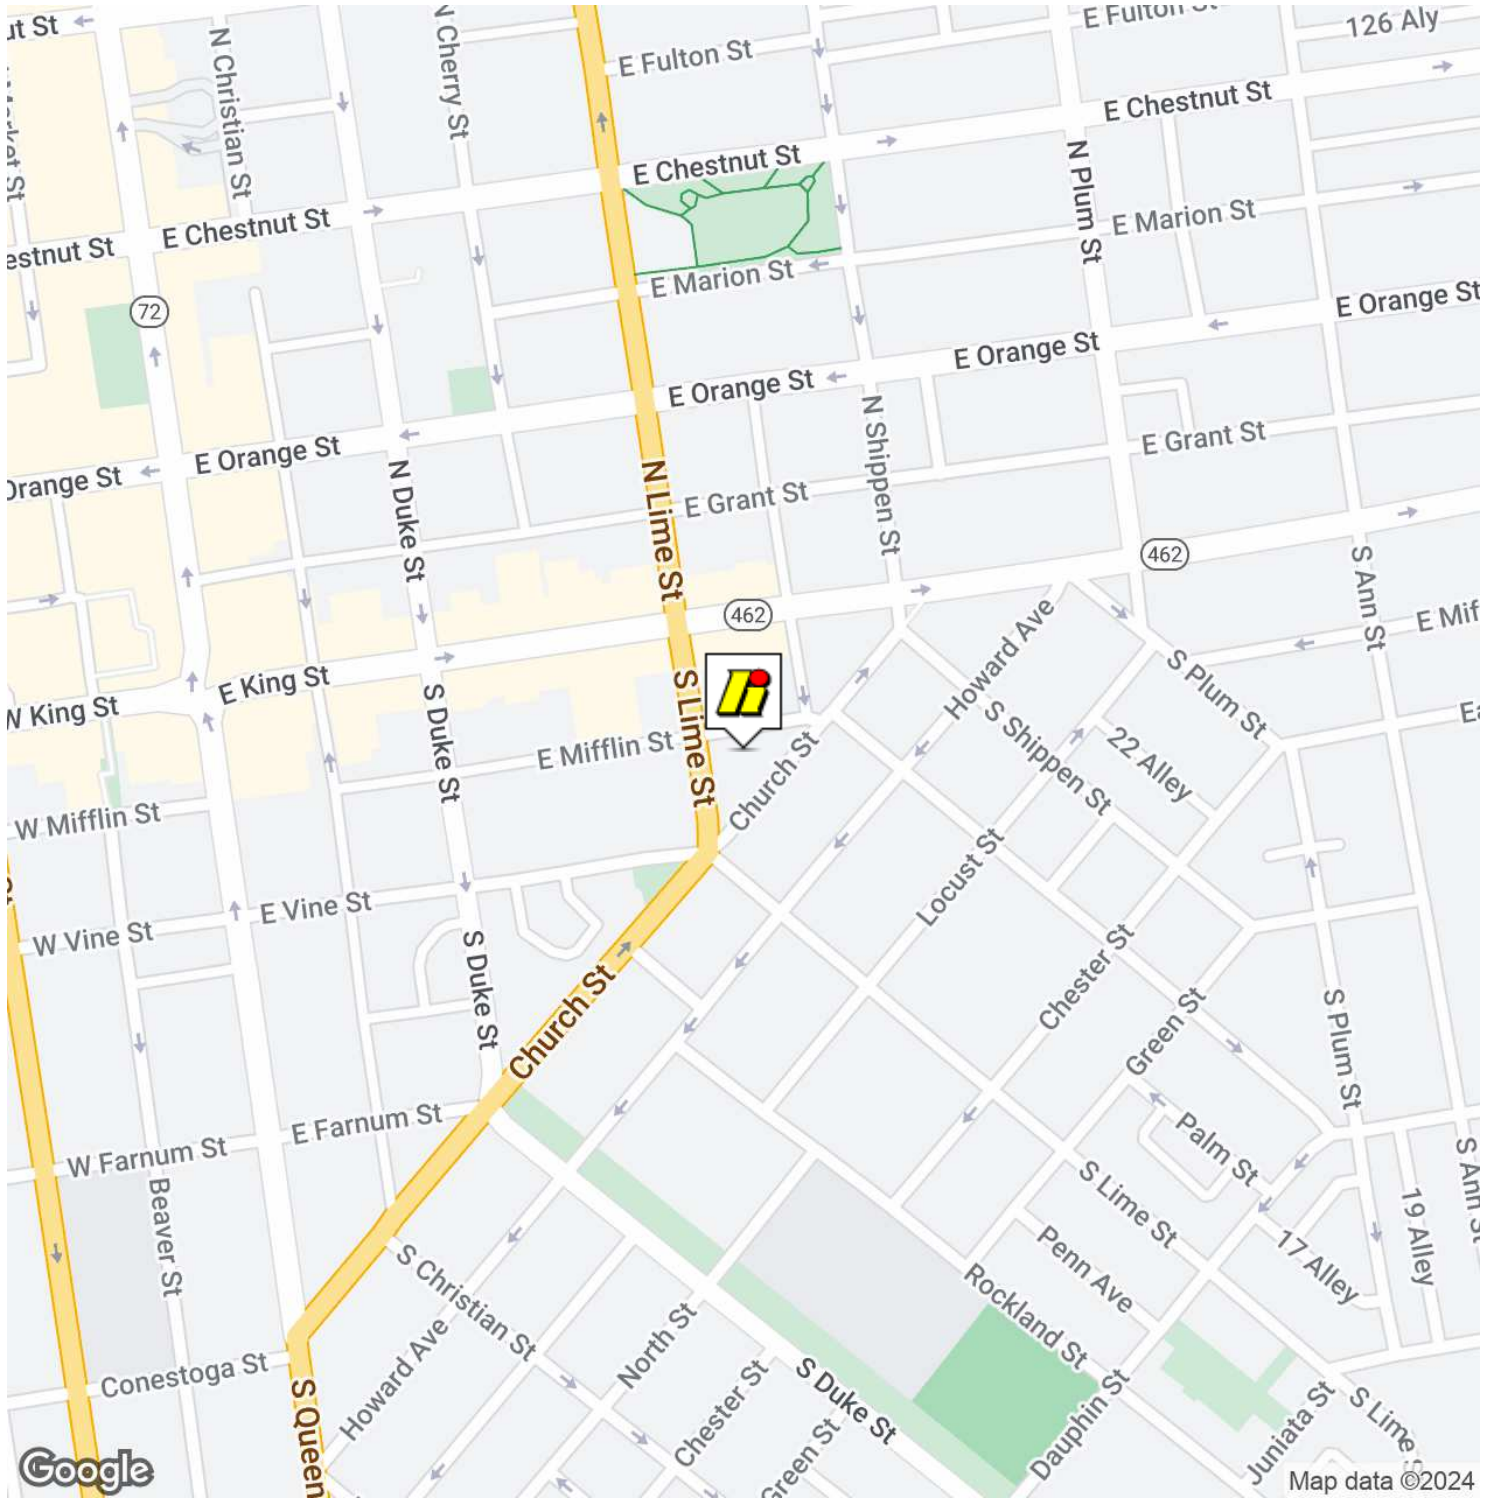 E Fulton St
126 Aly
ut St
N Christian St
N Cherry St
E Fulton St
E Chestnut St
E Chestnut St
N Plum St
E Marion St
E Chestnut St
estnut St
E Marion St
72
E Orange St
E Orange St
E Orange St
N Shippen St
E Grant St
E Orange St
Orange St
N Duke St
N Lime St
E Grant St
462
S Ann St
E Mif
462
Howard Ave
S Plum St
E King St
W King St
S Duke St
S Lime St
S Shippen St
22 Alley
Ea
E Mifflin St
Church St
W Mifflin St
Locust St
E Vine St
W Vine St
S Duke St
Church St
Chester St
Green St
S Plum St
E Farnum St
W Farnum St
Palm St
S Lime St
19 Alley
S Ann St
Beaver St
17 Alley
Penn Ave
S Christian St
Rockland St
North St
Howard Ave
Conestoga St
S Queen
Chester St
S Duke St
Green St
Dauphin St
Juniata St
S Lime S
Google
Map data ©2024